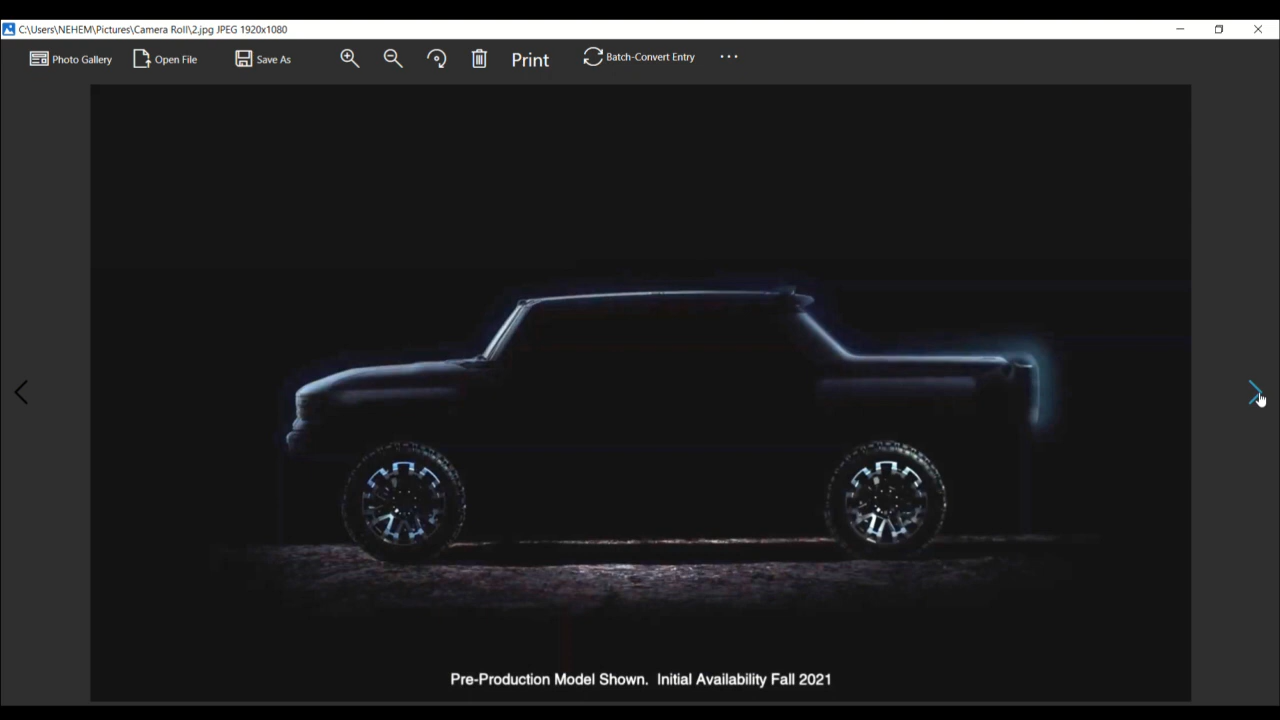 C:\Users\NEHEM\Pictures\Camera Roll\2.jpg JPEG 1920x1080
Photo Gallery Open File Save As Print Batch-Convert Entry ...
Pre-Production Model Shown. Initial Availability Fall 2021